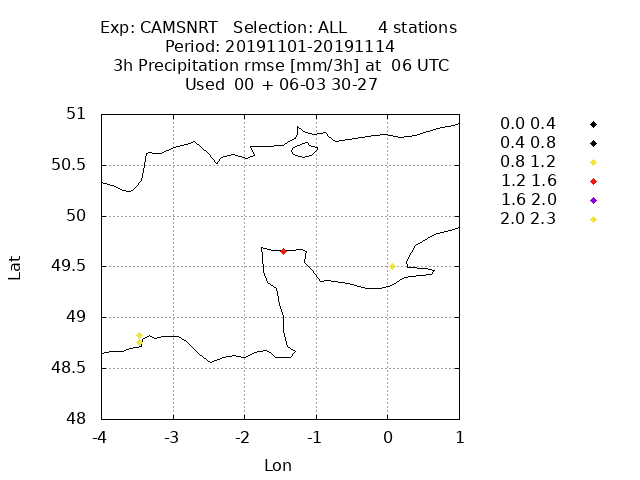 Exp: CAMSNRT Selection: ALL 4 stations
Period: 20191101-20191114
3h Precipitation rmse [mm/3h] at 06 UTC
Used 00 + 06-03 30-27
51
50.5
50
49.5
49
48.5
48
-4 -3 -2 -1 0 1
Lat
Lon
0.0 0.4
0.4 0.8
0.8 1.2
1.2 1.6
1.6 2.0
2.0 2.3